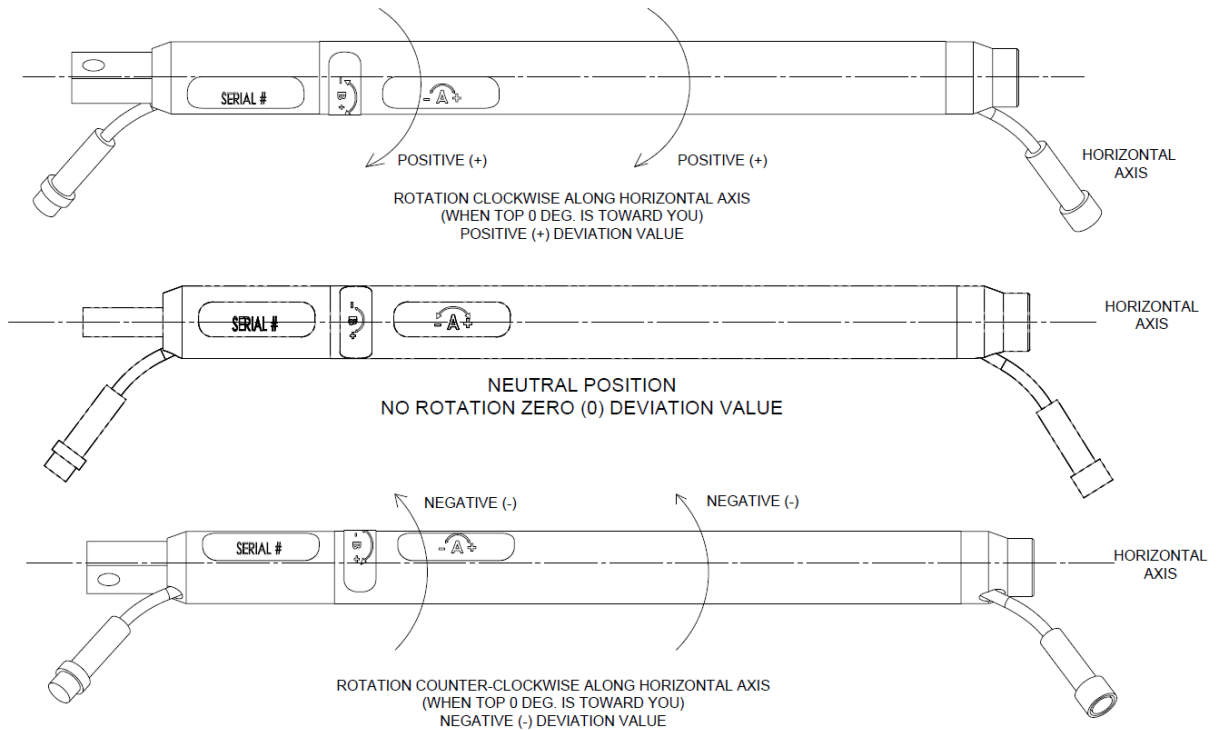 SERIAL #
- B +
- A +
POSITIVE (+)
POSITIVE (+)
HORIZONTAL
AXIS
ROTATION CLOCKWISE ALONG HORIZONTAL AXIS
(WHEN TOP 0 DEG. IS TOWARD YOU)
POSITIVE (+) DEVIATION VALUE
SERIAL #
- B +
- A +
HORIZONTAL
AXIS
NEUTRAL POSITION
NO ROTATION ZERO (0) DEVIATION VALUE
NEGATIVE (-)
NEGATIVE (-)
SERIAL #
- B +
- A +
HORIZONTAL
AXIS
ROTATION COUNTER-CLOCKWISE ALONG HORIZONTAL AXIS
(WHEN TOP 0 DEG. IS TOWARD YOU)
NEGATIVE (-) DEVIATION VALUE